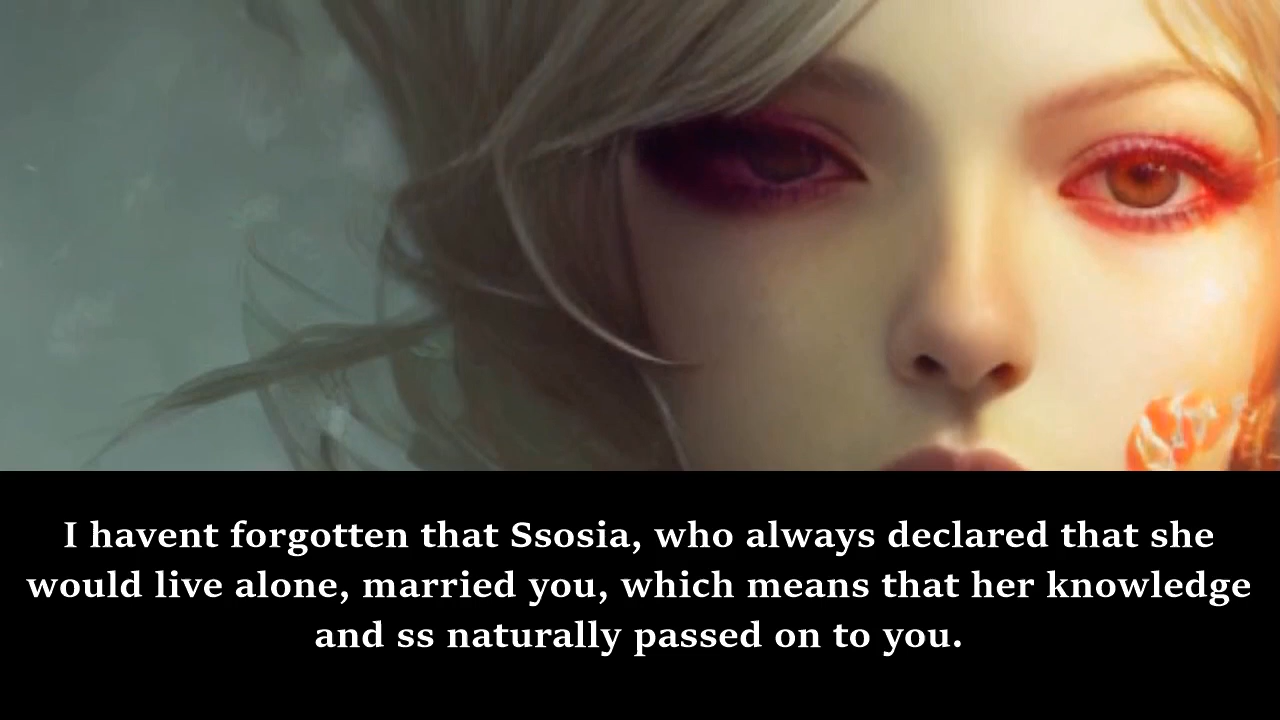 I havent forgotten that Ssosia, who always declared that she
would live alone, married you, which means that her knowledge
and ss naturally passed on to you.